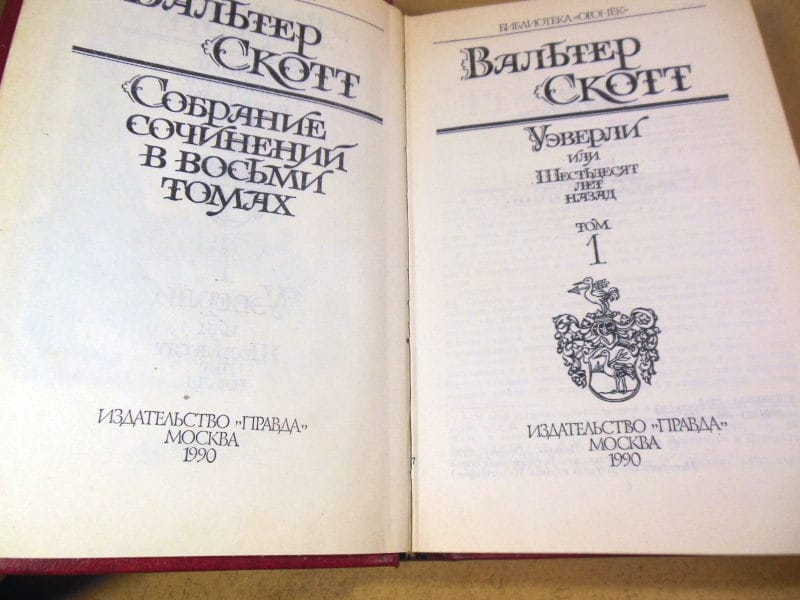 Вальтер
Скотт
Собрание
сочинений
в восьми
томах
ИЗДАТЕЛЬСТВО „ПРАВДА“
МОСКВА
1990
БИБЛИОТЕКА «ОГОНЕК»
Вальтер
Скотт
Уэверли
или
Шестьдесят
лет
назад
том
1
ИЗДАТЕЛЬСТВО „ПРАВДА“
МОСКВА
1990